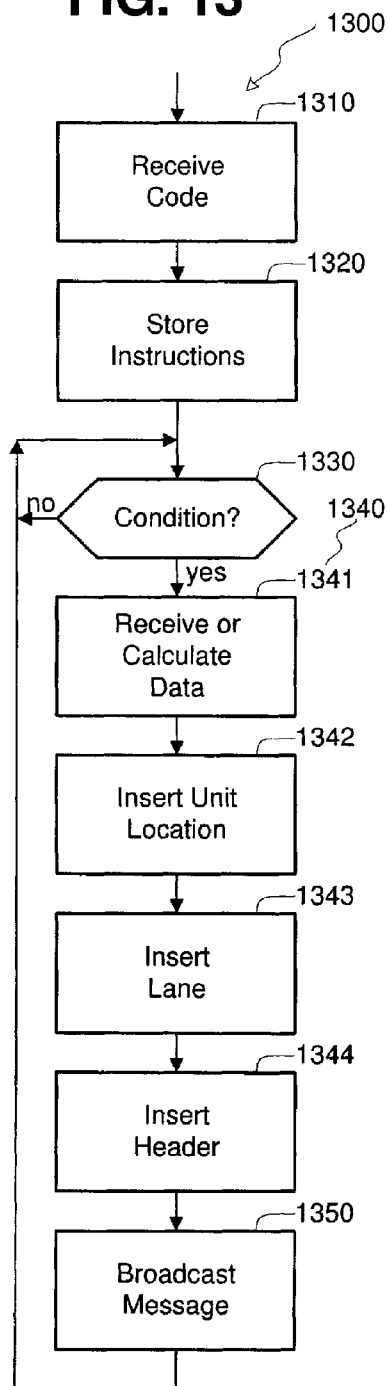 FIG. 13
1300
1310
Receive
Code
1320
Store
Instructions
1330
no
Condition?
1340
yes
1341
Receive or
Calculate
Data
1342
Insert Unit
Location
1343
Insert
Lane
1344
Insert
Header
1350
Broadcast
Message